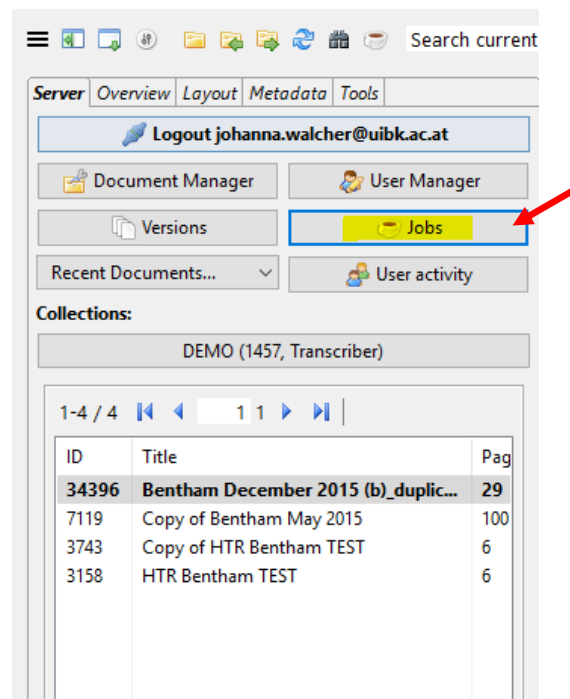 Search current
Server Overview Layout Metadata Tools
Logout johanna.walcher@uibk.ac.at
Document Manager User Manager
Versions Jobs
Recent Documents... User activity
Collections:
DEMO (1457, Transcriber)
1-4 / 4 1 1
ID Title Pag
34396 Bentham December 2015 (b)_duplic... 29
7119 Copy of Bentham May 2015 100
3743 Copy of HTR Bentham TEST 6
3158 HTR Bentham TEST 6